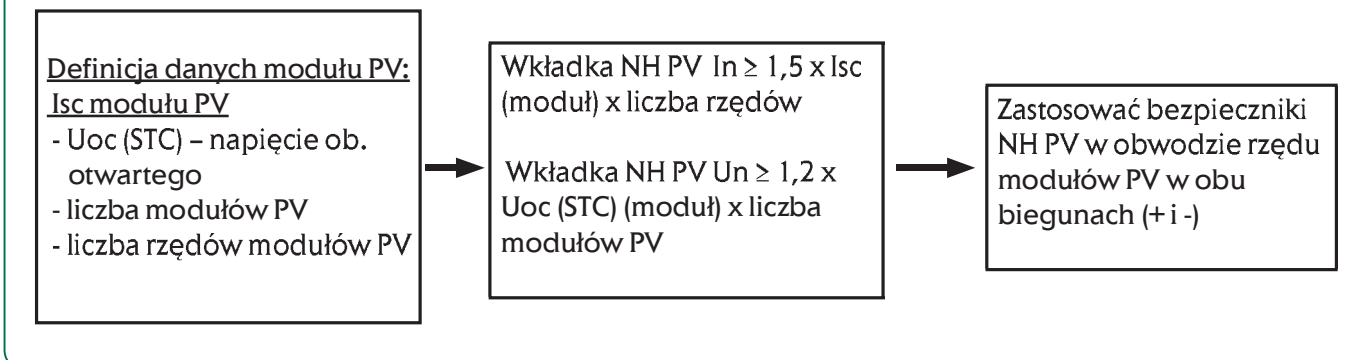 Definicja danych modułu PV:
Isc modułu PV
- Uoc (STC) – napięcie ob.
otwartego
- liczba modułów PV
- liczba rzędów modułów PV
Wkładka NH PV In ≥ 1,5 x Isc
(moduł) x liczba rzędów
Wkładka NH PV Un ≥ 1,2 x
Uoc (STC) (moduł) x liczba
modułów PV
Zastosować bezpieczniki
NH PV w obwodzie rzędu
modułów PV w obu
biegunach (+ i -)